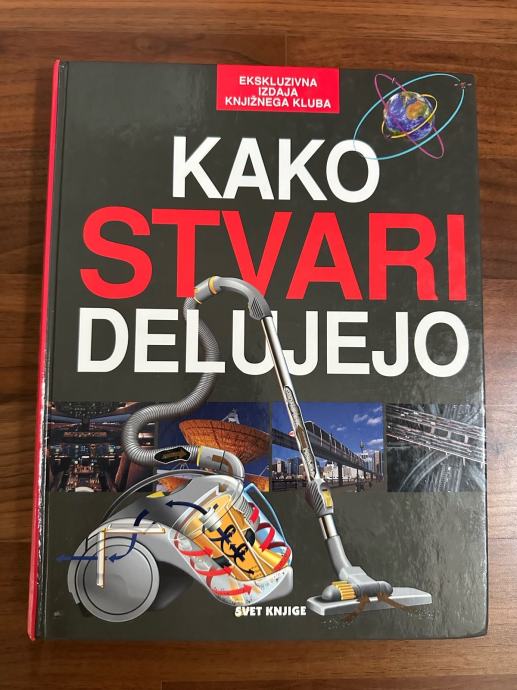 EKSKLUZIVNA
IZDAJA
KNJIŽNEGA KLUBA
KAKO
STVARI
DELUJEJO
SVET KNJIGE